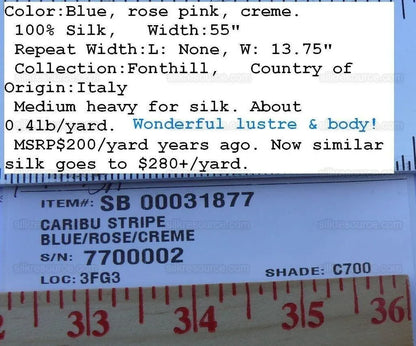 Color:Blue, rose pink, creme.
100% Silk, Width:55"
Repeat Width:L: None, W: 13.75"
Collection:Fonthill, Country of
Origin:Italy
Medium heavy for silk. About
0.4lb/yard. Wonderful lustre & body!
MSRP$200/yard years ago. Now similar
silk goes to $280+/yard.
ITEM#: SB 00031877
CARIBU STRIPE
BLUE/ROSE/CREME
S/N: 7700002
LOC: 3FG3 SHADE: C700
33 34 35 36